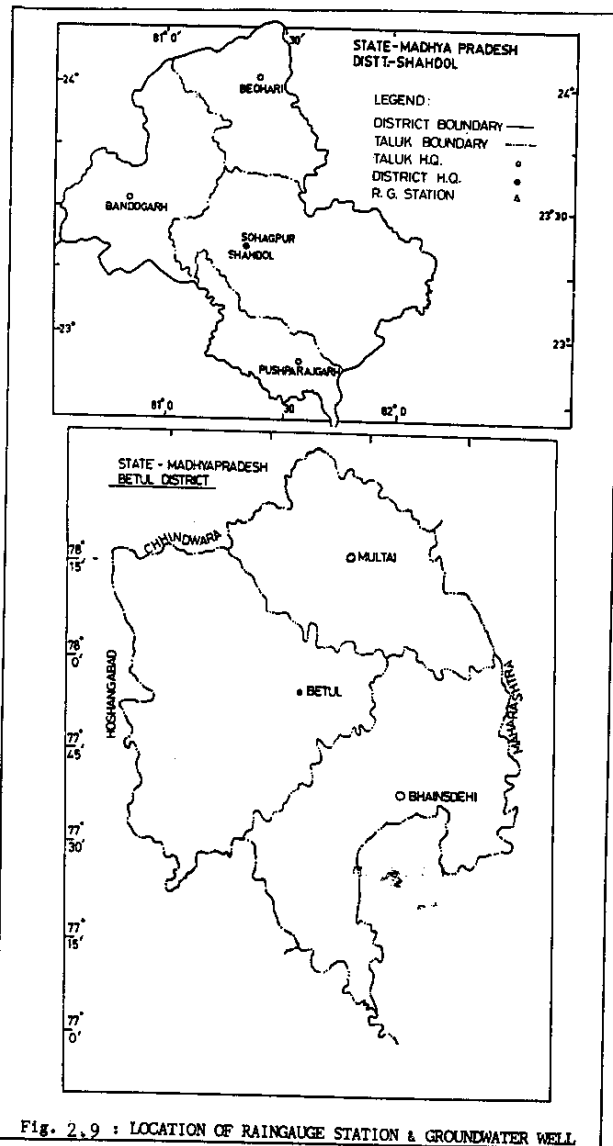 81° 0'
30'
STATE-MADHYA PRADESH
DISTT.-SHAHDOL
24°
24°
BEOHARI
LEGEND :
DISTRICT BOUNDARY
TALUK BOUNDARY
TALUK H.Q.
DISTRICT H.Q.
R. G. STATION
BANDOGARH
23°30
SOHAGPUR
SHAHDOL
23°
23°
PUSHPARAJGARH
81° 0
30
82° 0
STATE - MADHYAPRADESH
BETUL DISTRICT
CHHINDWARA
78°
15'
MULTAI
78°
0'
HOSHANGABAD
MAHARASHTRA
BETUL
77°
45'
BHAINSDEHI
77°
30'
77°
15'
77°
0'
Fig. 2.9 : LOCATION OF RAINGAUGE STATION & GROUNDWATER WELL